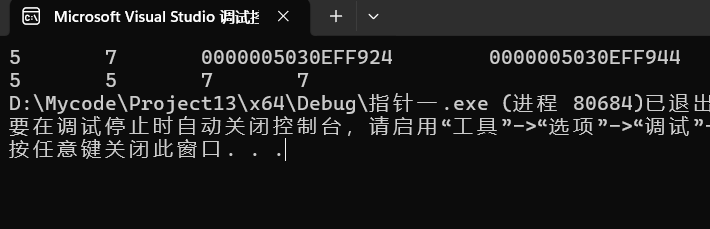 Microsoft Visual Studio 调试
5 7 0000005030EFF924 0000005030EFF944
5 5 7 7
D:\Mycode\Project13\x64\Debug\指针一.exe (进程 80684)已退出
要在调试停止时自动关闭控制台，请启用“工具”->“选项”->“调试”-
按任意键关闭此窗口. . .